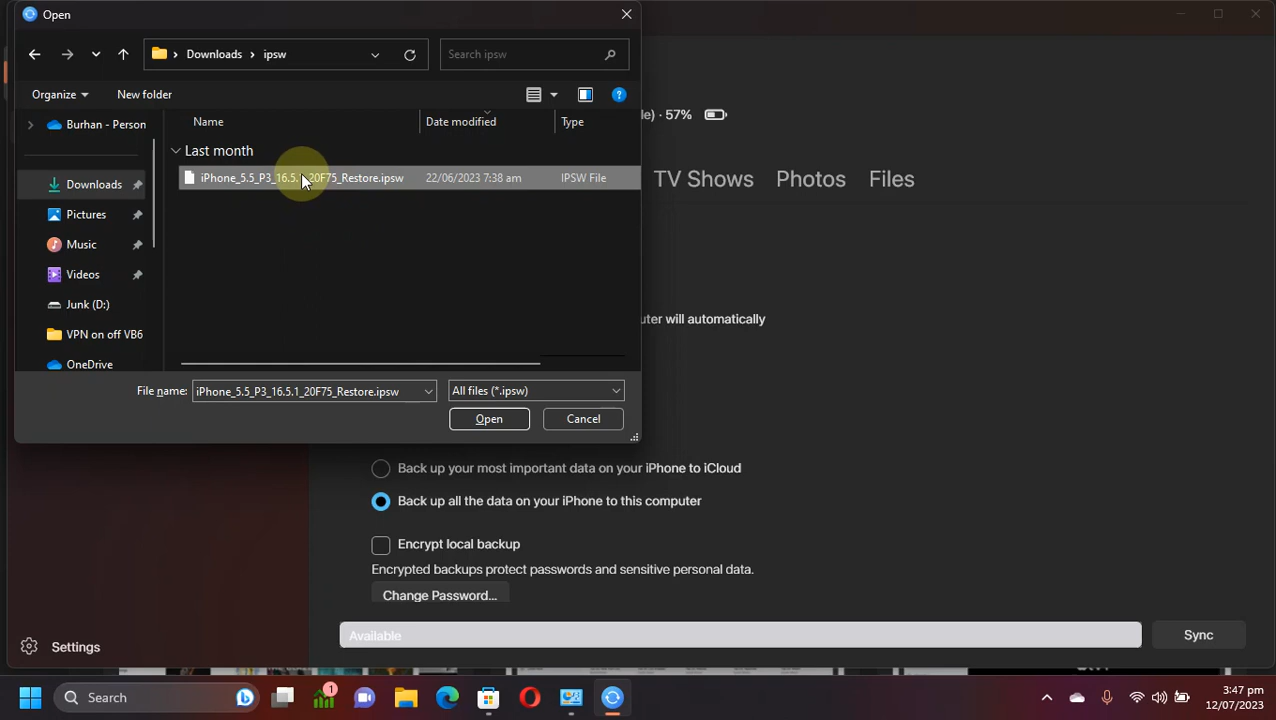 Open
Downloads > ipsw
Search ipsw
Organize
New folder
Burhan - Person
Downloads
Pictures
Music
Videos
Junk (D:)
VPN on off VB6
OneDrive
Name
Date modified
Type
Last month
iPhone_5.5_P3_16.5.1_20F75_Restore.ipsw
22/06/2023 7:38 am
IPSW File
File name:
iPhone_5.5_P3_16.5.1_20F75_Restore.ipsw
All files (*.ipsw)
Open
Cancel
le) · 57%
TV Shows
Photos
Files
uter will automatically
Back up your most important data on your iPhone to iCloud
Back up all the data on your iPhone to this computer
Encrypt local backup
Encrypted backups protect passwords and sensitive personal data.
Change Password...
Settings
Available
Sync
Search
1
3:47 pm
12/07/2023